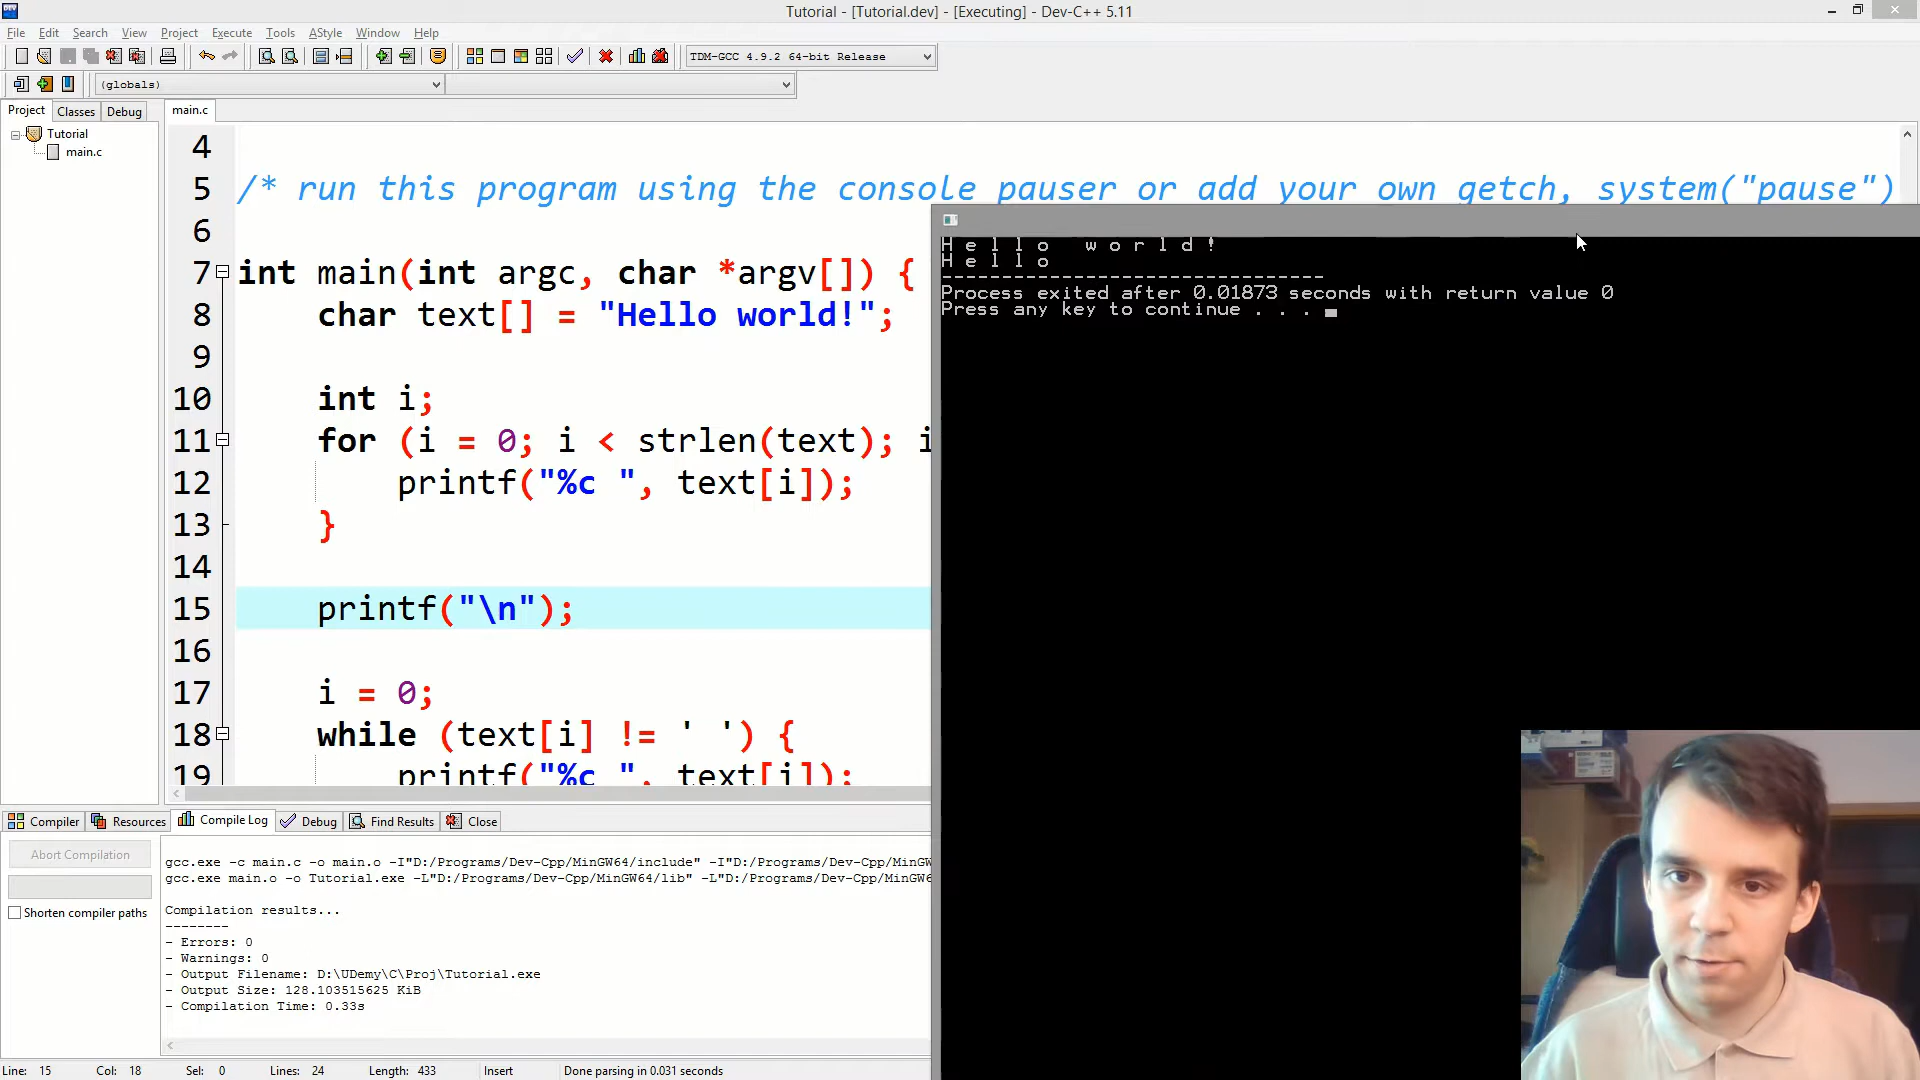 Tutorial - [Tutorial.dev] - [Executing] - Dev-C++ 5.11
File Edit Search View Project Execute Tools AStyle Window Help
TDM-GCC 4.9.2 64-bit Release
(globals)
Project Classes Debug
main.c
Tutorial
main.c
4
5 /* run this program using the console pauser or add your own getch, system("pause")
6
7 int main(int argc, char *argv[]) {
8 char text[] = "Hello world!";
9
10 int i;
11 for (i = 0; i < strlen(text); i
12 printf("%c ", text[i]);
13 }
14
15 printf("\n");
16
17 i = 0;
18 while (text[i] != ' ') {
19 printf("%c ", text[i]);
H e l l o   w o r l d !
H e l l o
--------------------------------
Process exited after 0.01873 seconds with return value 0
Press any key to continue . . .
Compiler Resources Compile Log Debug Find Results Close
Abort Compilation
Shorten compiler paths
gcc.exe -c main.c -o main.o -I"D:/Programs/Dev-Cpp/MinGW64/include" -I"D:/Programs/Dev-Cpp/MinGW
gcc.exe main.o -o Tutorial.exe -L"D:/Programs/Dev-Cpp/MinGW64/lib" -L"D:/Programs/Dev-Cpp/MinGW6
Compilation results...
--------
- Errors: 0
- Warnings: 0
- Output Filename: D:\UDemy\C\Proj\Tutorial.exe
- Output Size: 128.103515625 KiB
- Compilation Time: 0.33s
Line: 15 Col: 18 Sel: 0 Lines: 24 Length: 433 Insert Done parsing in 0.031 seconds